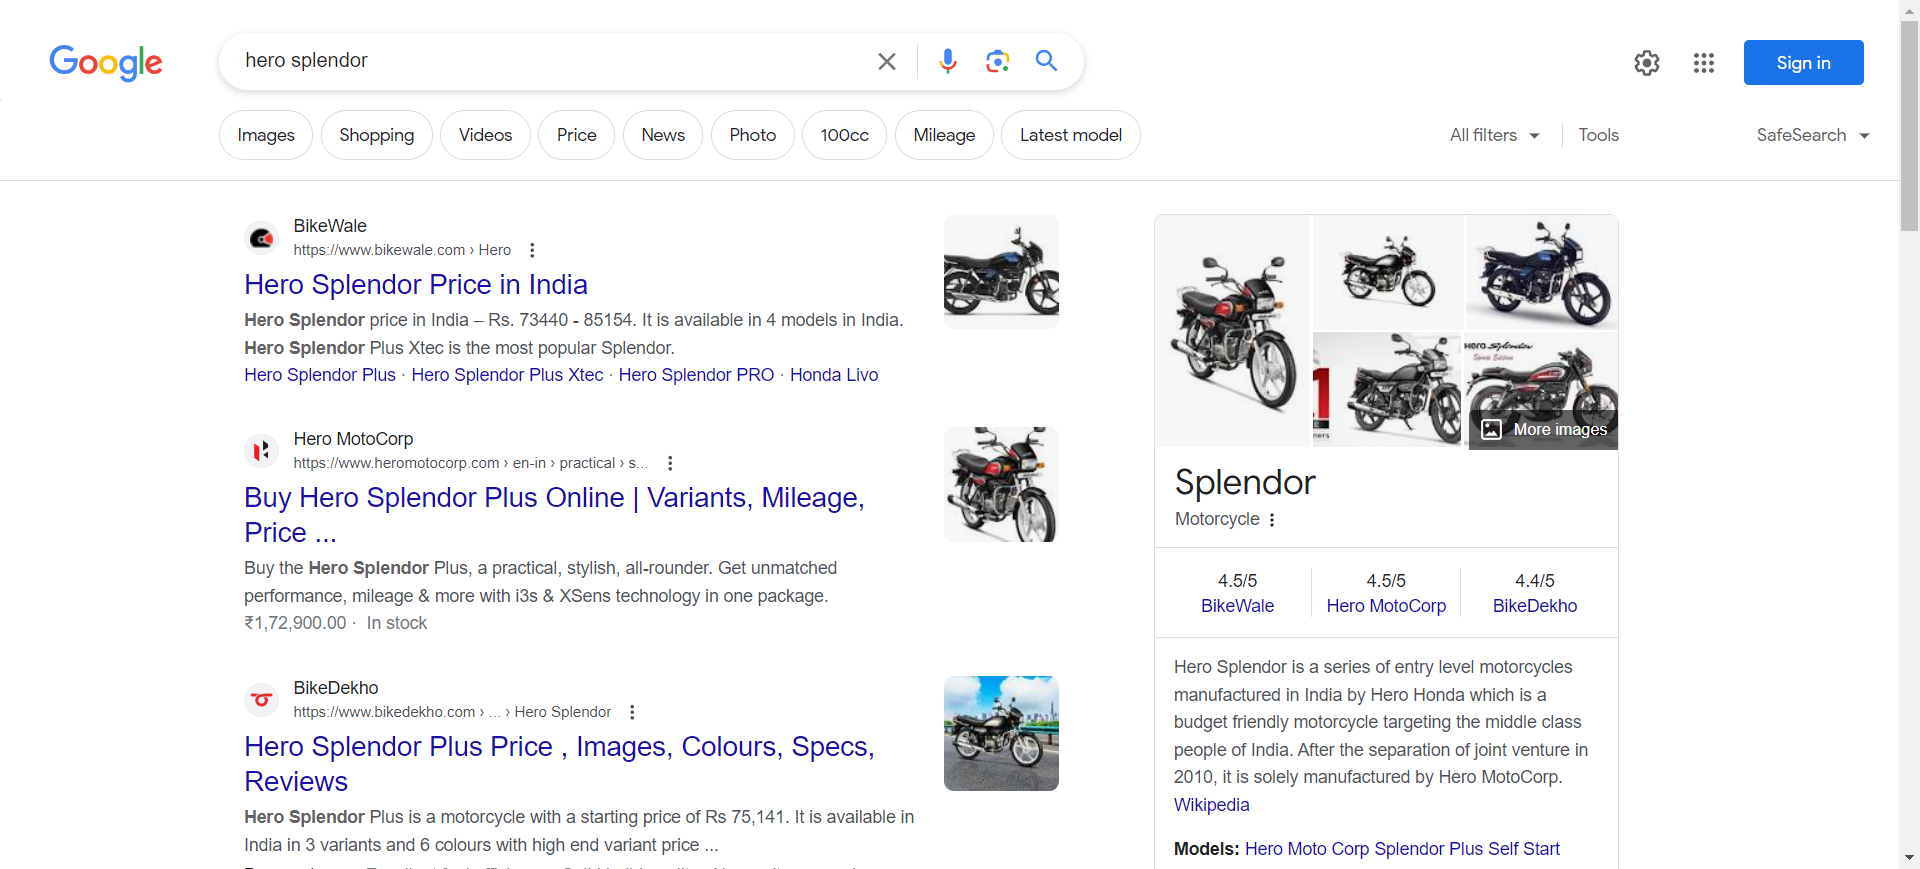 Google
hero splendor
Sign in
Images
Shopping
Videos
Price
News
Photo
100cc
Mileage
Latest model
All filters
Tools
SafeSearch
BikeWale
https://www.bikewale.com › Hero
Hero Splendor Price in India
Hero Splendor price in India – Rs. 73440 - 85154. It is available in 4 models in India.
Hero Splendor Plus Xtec is the most popular Splendor.
Hero Splendor Plus · Hero Splendor Plus Xtec · Hero Splendor PRO · Honda Livo
Hero MotoCorp
https://www.heromotocorp.com › en-in › practical › s...
Buy Hero Splendor Plus Online | Variants, Mileage,
Price ...
Buy the Hero Splendor Plus, a practical, stylish, all-rounder. Get unmatched
performance, mileage & more with i3s & XSens technology in one package.
₹1,72,900.00 · In stock
BikeDekho
https://www.bikedekho.com › ... › Hero Splendor
Hero Splendor Plus Price , Images, Colours, Specs,
Reviews
Hero Splendor Plus is a motorcycle with a starting price of Rs 75,141. It is available in
India in 3 variants and 6 colours with high end variant price ...
Hero Splendor
Sports Edition
More images
Splendor
Motorcycle
4.5/5
BikeWale
4.5/5
Hero MotoCorp
4.4/5
BikeDekho
Hero Splendor is a series of entry level motorcycles
manufactured in India by Hero Honda which is a
budget friendly motorcycle targeting the middle class
people of India. After the separation of joint venture in
2010, it is solely manufactured by Hero MotoCorp.
Wikipedia
Models: Hero Moto Corp Splendor Plus Self Start